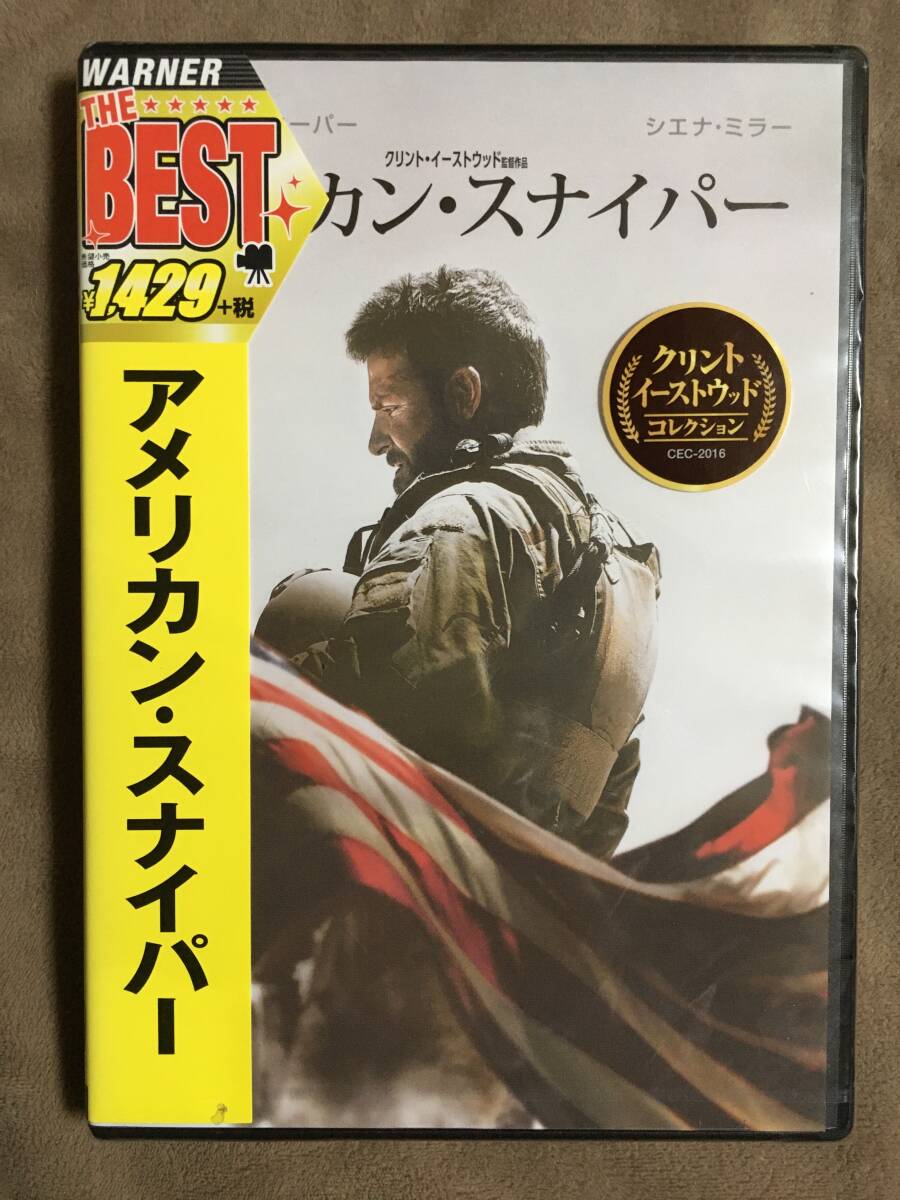 WARNER
THE
BEST
希望小売
価格
¥1,429+税
アメリカン・スナイパー
ーパー
シエナ・ミラー
クリント・イーストウッド監督作品
カン・スナイパー
クリント
イーストウッド
コレクション
CEC-2016